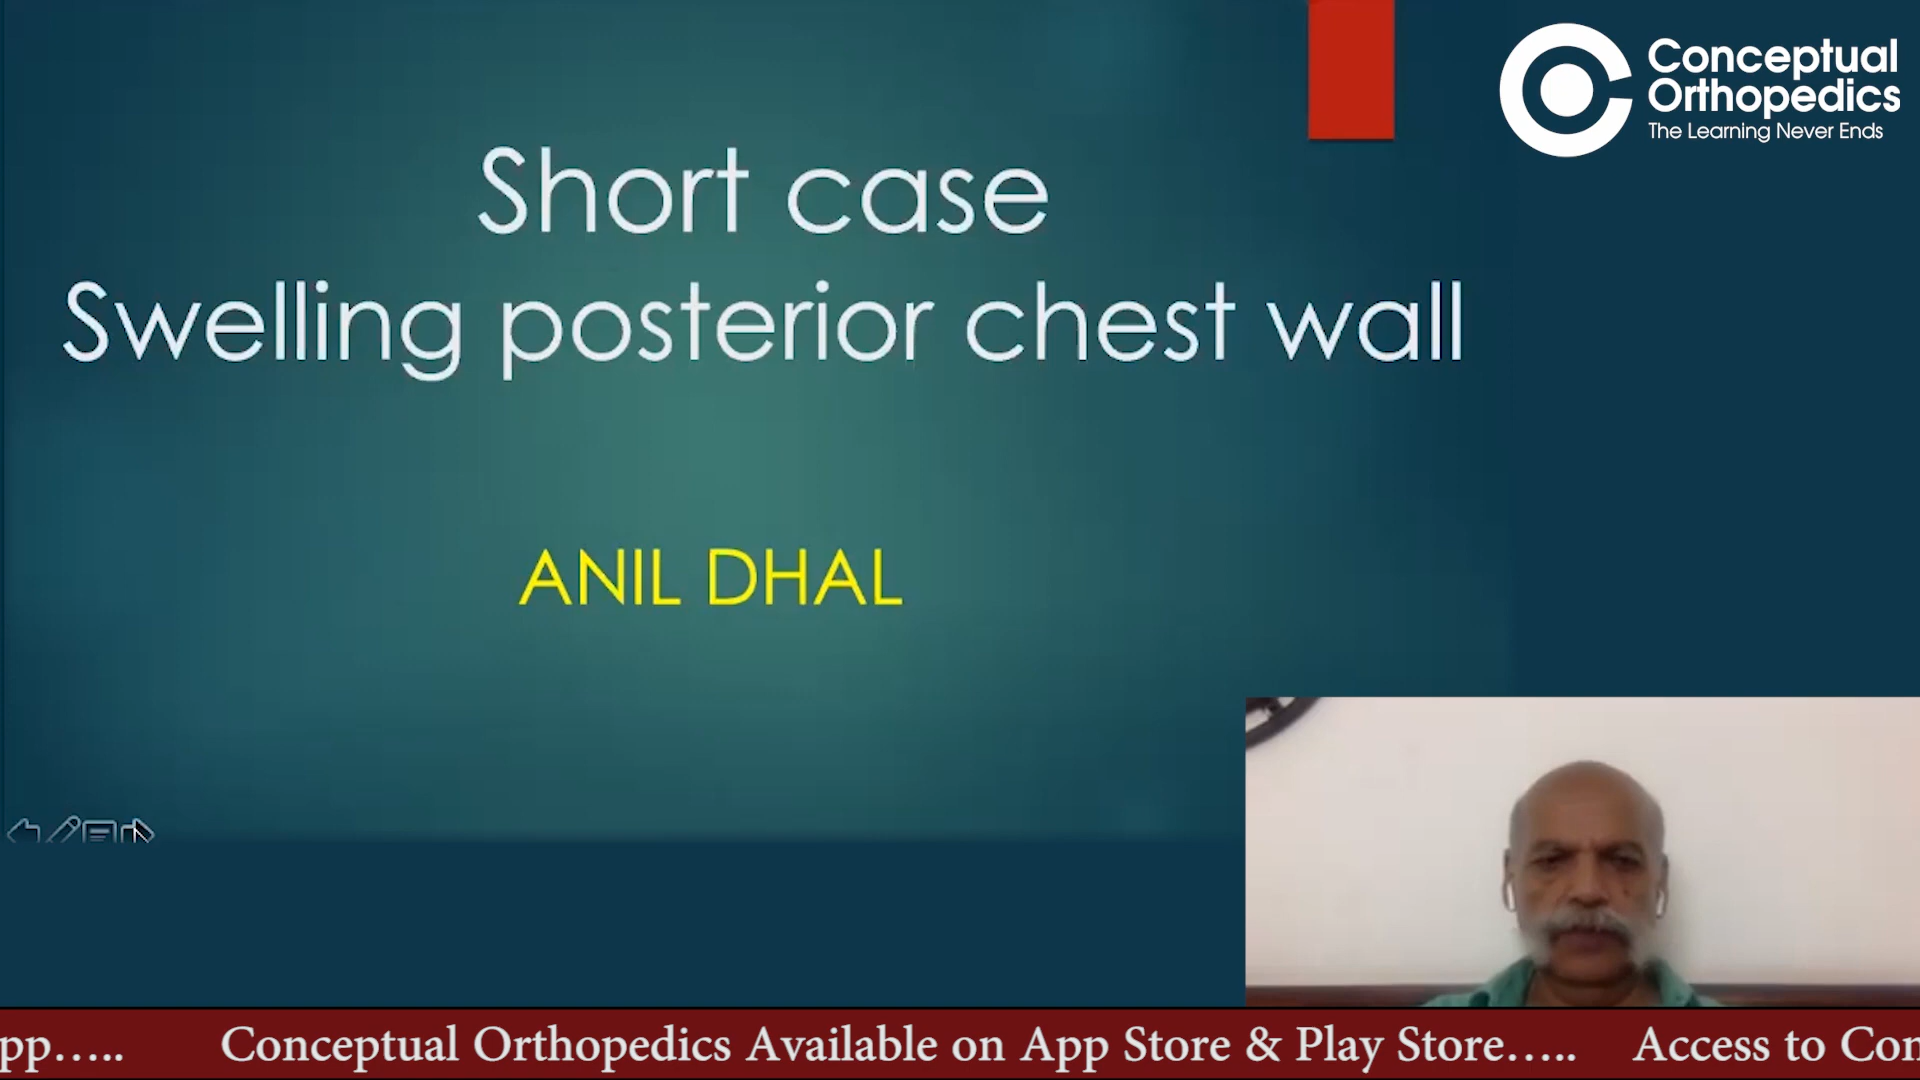 Conceptual
Orthopedics
The Learning Never Ends
Short case
Swelling posterior chest wall
ANIL DHAL
pp..... Conceptual Orthopedics Available on App Store & Play Store..... Access to Con